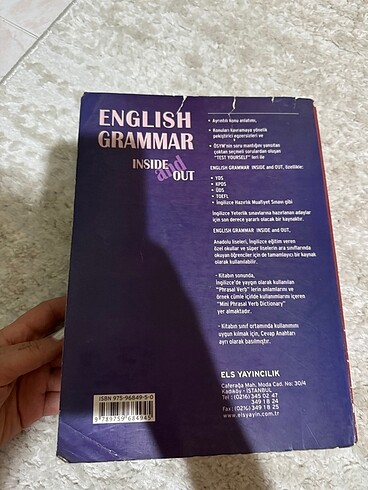 ENGLISH
GRAMMAR
INSIDE
and
OUT
• Ayrıntılı konu anlatımı,
• Konuları kavramaya yönelik
pekiştirici egzersizleri ve
• ÖSYM'nin soru mantığını yansıtan
çoktan seçmeli sorulardan oluşan
"TEST YOURSELF" leri ile
ENGLISH GRAMMAR INSIDE and OUT, özellikle:
• YDS
• KPDS
• ÜDS
• TOEFL
• İngilizce Hazırlık Muafiyet Sınavı gibi
İngilizce Yeterlik sınavlarına hazırlanan adaylar
için son derece yararlı olacak bir kaynaktır.
ENGLISH GRAMMAR INSIDE and OUT,
Anadolu liseleri, İngilizce eğitim veren
özel okullar ve süper liselerin ara sınıflarında
okuyan öğrenciler için de tamamlayıcı bir kaynak
olarak kullanılabilir.
- Kitabın sonunda,
İngilizce'de yaygın olarak kullanılan
"Phrasal Verb" lerin anlamlarını ve
örnek cümle içinde kullanımlarını içeren
"Mini Phrasal Verb Dictionary"
yer almaktadır.
- Kitabın sınıf ortamında kullanımını
uygun kılmak için, Cevap Anahtarı
ayrı olarak basılmıştır.
ELS YAYINCILIK
Caferağa Mah, Moda Cad, No: 30/4
Kadıköy - İSTANBUL
Tel : (0216) 345 02 47
349 18 24
Fax: (0216) 349 18 25
www.elsyayin.com.tr
ISBN 975-96849-5-0
9 789759 684945